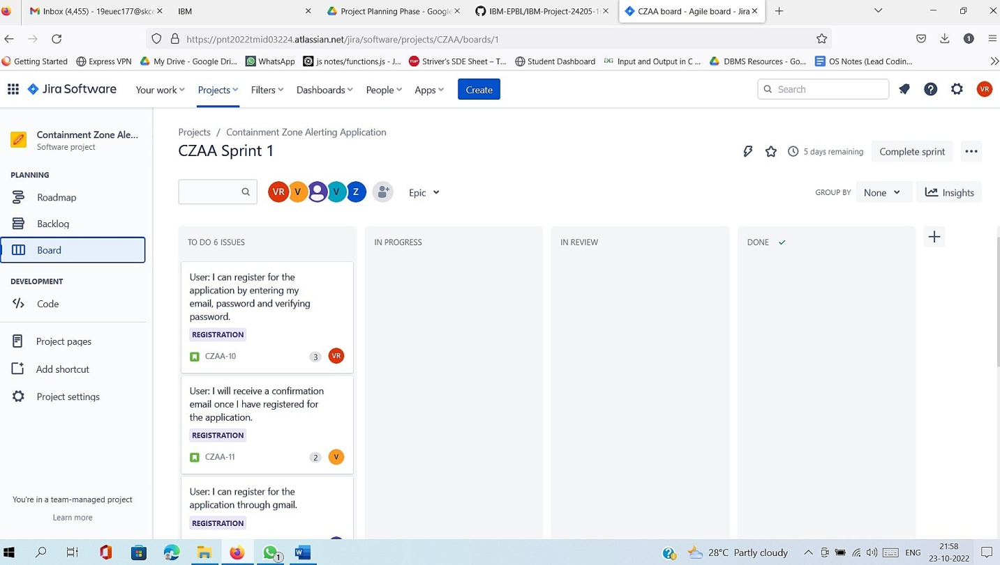 Inbox (4,455) - 19euec177@skce
IBM
Project Planning Phase - Google
IBM-EPBL/IBM-Project-24205-1
CZAA board - Agile board - Jira
https://pnt2022tmid03224.atlassian.net/jira/software/projects/CZAA/boards/1
1
Getting Started
Express VPN
My Drive - Google Dri...
WhatsApp
js notes/functions.js - J...
TUF
Striver's SDE Sheet – T...
Student Dashboard
Input and Output in C ...
DBMS Resources - Go...
OS Notes (Lead Codin...
Jira Software
Your work
Projects
Filters
Dashboards
People
Apps
Create
Search
VR
Containment Zone Ale...
Software project
PLANNING
Roadmap
Backlog
Board
DEVELOPMENT
Code
Project pages
Add shortcut
Project settings
You're in a team-managed project
Learn more
Projects / Containment Zone Alerting Application
CZAA Sprint 1
5 days remaining
Complete sprint
VR V V Z
Epic
GROUP BY
None
Insights
TO DO 6 ISSUES
User: I can register for the
application by entering my
email, password and verifying
password.
REGISTRATION
CZAA-10
3
VR
User: I will receive a confirmation
email once I have registered for
the application.
REGISTRATION
CZAA-11
2
V
User: I can register for the
application through gmail.
REGISTRATION
IN PROGRESS
IN REVIEW
DONE
1
28°C Partly cloudy
ENG
21:58
23-10-2022